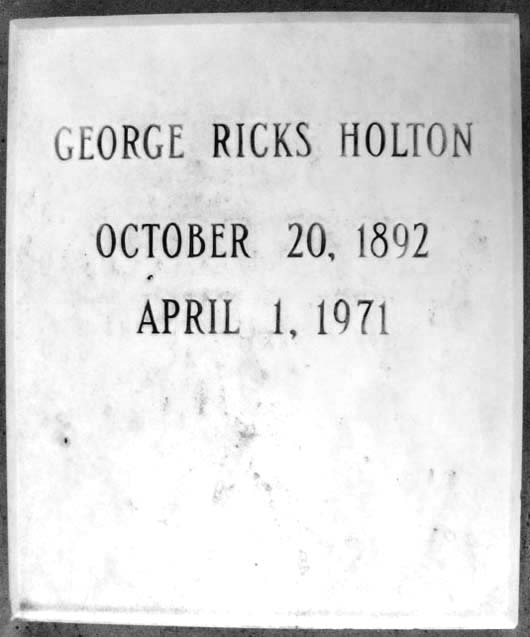 GEORGE RICKS HOLTON
OCTOBER 20, 1892
APRIL 1, 1971